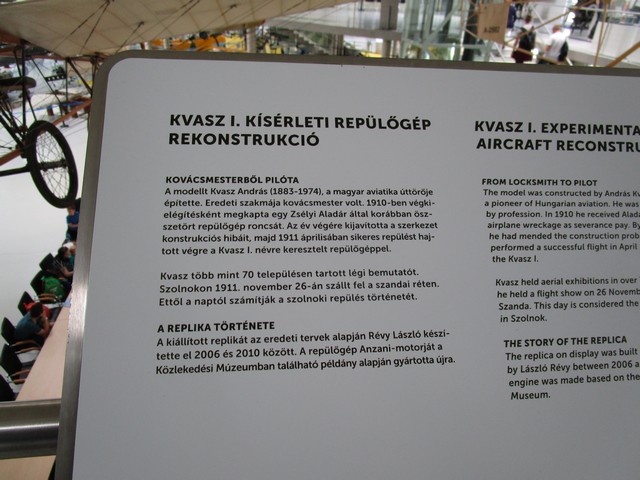 KVASZ I. KÍSÉRLETI REPÜLŐGÉP
REKONSTRUKCIÓ
KOVÁCSMESTERBŐL PILÓTA
A modellt Kvasz András (1883-1974), a magyar aviatika úttörője
építette. Eredeti szakmája kovácsmester volt. 1910-ben végki-
elégítésként megkapta egy Zsélyi Aladár által korábban ösz-
szetört repülőgép roncsát. Az év végére kijavította a szerkezet
konstrukciós hibáit, majd 1911 áprilisában sikeres repülést haj-
tott végre a Kvasz I. névre keresztelt repülőgéppel.
Kvasz több mint 70 településen tartott légi bemutatót.
Szolnokon 1911. november 26-án szállt fel a szandai réten.
Ettől a naptól számítják a szolnoki repülés történetét.
A REPLIKA TÖRTÉNETE
A kiállított replikát az eredeti tervek alapján Révy László készí-
tette el 2006 és 2010 között. A repülőgép Anzani-motorját a
Közlekedési Múzeumban található példány alapján gyártotta újra.
KVASZ I. EXPERIMENTA
AIRCRAFT RECONSTRU
FROM LOCKSMITH TO PILOT
The model was constructed by András Kv
a pioneer of Hungarian aviation. He was
by profession. In 1910 he received Alad
airplane wreckage as severance pay. By
he had mended the construction prob
performed a successful flight in April
the Kvasz I.
Kvasz held aerial exhibitions in over
he held a flight show on 26 Novemb
Szanda. This day is considered the
in Szolnok.
THE STORY OF THE REPLICA
The replica on display was built
by László Révy between 2006 a
engine was made based on the
Museum.